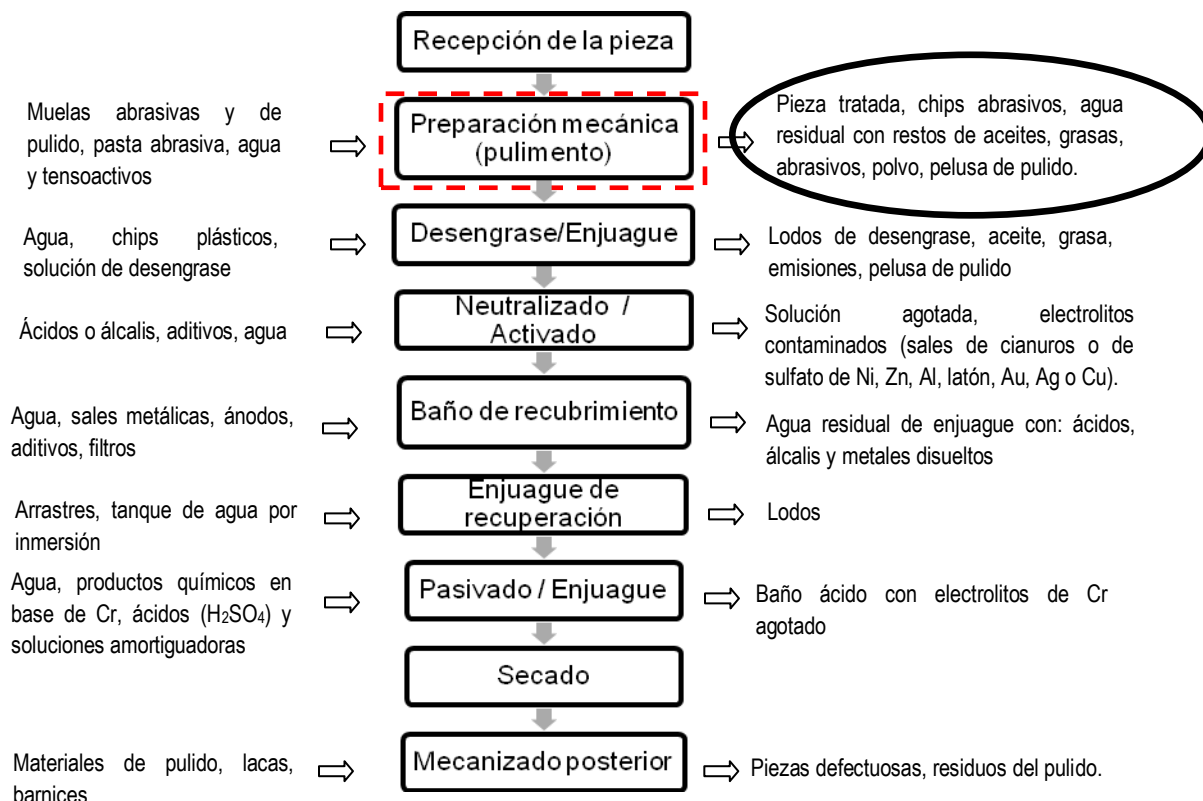 Recepción de la pieza
Muelas abrasivas y de
pulido, pasta abrasiva, agua
y tensoactivos
Preparación mecánica
(pulimento)
Pieza tratada, chips abrasivos, agua
residual con restos de aceites, grasas,
abrasivos, polvo, pelusa de pulido.
Agua, chips plásticos,
solución de desengrase
Desengrase/Enjuague
Lodos de desengrase, aceite, grasa,
emisiones, pelusa de pulido
Ácidos o álcalis, aditivos, agua
Neutralizado /
Activado
Solución agotada, electrolitos
contaminados (sales de cianuros o de
sulfato de Ni, Zn, Al, latón, Au, Ag o Cu).
Agua, sales metálicas, ánodos,
aditivos, filtros
Baño de recubrimiento
Agua residual de enjuague con: ácidos,
álcalis y metales disueltos
Arrastres, tanque de agua por
inmersión
Enjuague de
recuperación
Lodos
Agua, productos químicos en
base de Cr, ácidos (H₂SO₄) y
soluciones amortiguadoras
Pasivado / Enjuague
Baño ácido con electrolitos de Cr
agotado
Secado
Materiales de pulido, lacas,
barnices
Mecanizado posterior
Piezas defectuosas, residuos del pulido.